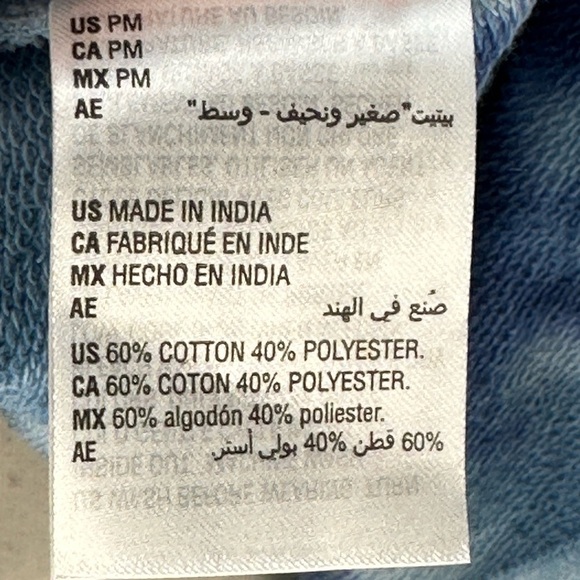 US PM
CA PM
MX PM
AE بيتيت"صغير ونحيف - وسط"
US MADE IN INDIA
CA FABRIQUÉ EN INDE
MX HECHO EN INDIA
AE صُنع في الهند
US 60% COTTON 40% POLYESTER.
CA 60% COTON 40% POLYESTER.
MX 60% algodón 40% poliester.
AE 60% قطن 40% بولي أستر.